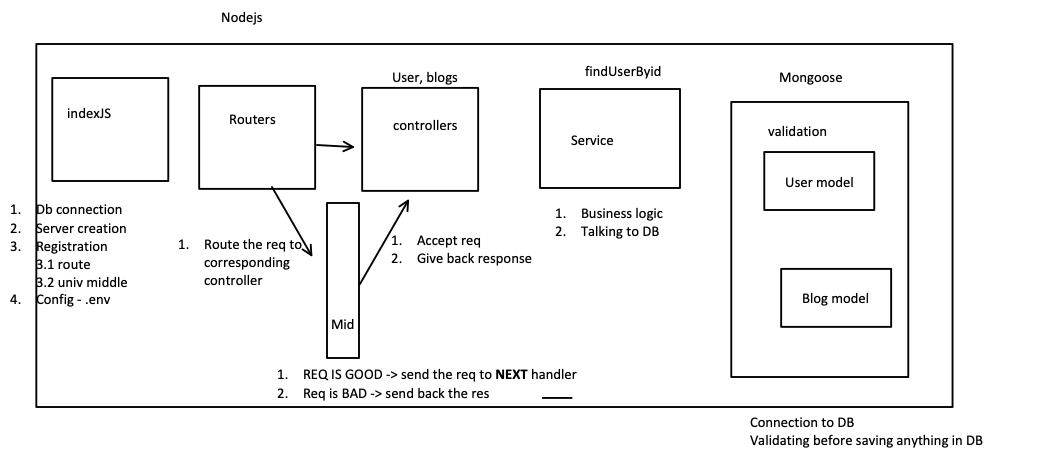 Nodejs
indexJS
1. Db connection
2. Server creation
3. Registration
3.1 route
3.2 univ middle
4. Config - .env
Routers
1. Route the req to
corresponding
controller
Mid
1. REQ IS GOOD -> send the req to NEXT handler
2. Req is BAD -> send back the res
User, blogs
controllers
1. Accept req
2. Give back response
findUserByid
Service
1. Business logic
2. Talking to DB
Mongoose
validation
User model
Blog model
Connection to DB
Validating before saving anything in DB